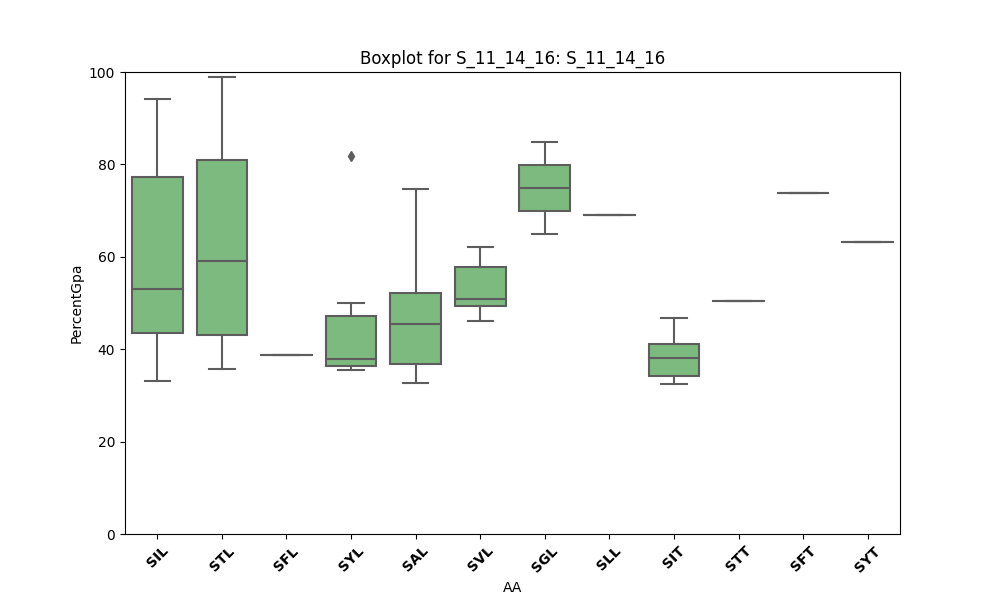 Boxplot for S_11_14_16: S_11_14_16
100
80
60
40
20
0
PercentGpa
SIL STL SFL SYL SAL SVL SGL SLL SIT STT SFT SYT
AA